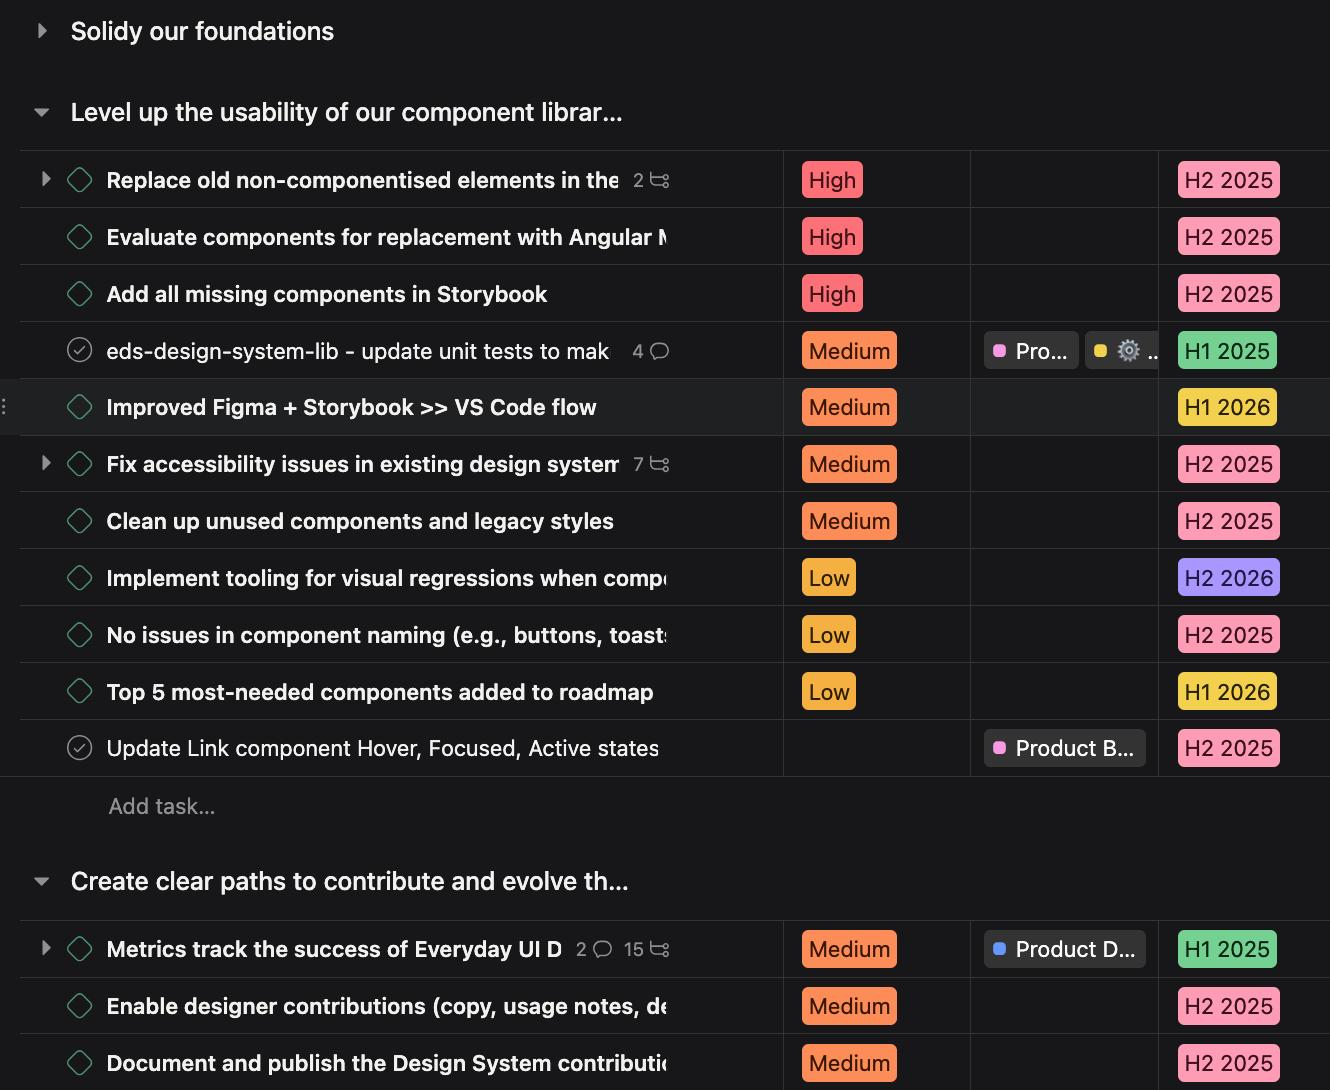 Solidy our foundations
Level up the usability of our component librar...
Replace old non-componentised elements in the 2 High H2 2025
Evaluate components for replacement with Angular High H2 2025
Add all missing components in Storybook High H2 2025
eds-design-system-lib - update unit tests to mak 4 Medium Pro... .. H1 2025
Improved Figma + Storybook >> VS Code flow Medium H1 2026
Fix accessibility issues in existing design system 7 Medium H2 2025
Clean up unused components and legacy styles Medium H2 2025
Implement tooling for visual regressions when comp Low H2 2026
No issues in component naming (e.g., buttons, toasts Low H2 2025
Top 5 most-needed components added to roadmap Low H1 2026
Update Link component Hover, Focused, Active states Product B... H2 2025
Add task...
Create clear paths to contribute and evolve th...
Metrics track the success of Everyday UI D 2 15 Medium Product D... H1 2025
Enable designer contributions (copy, usage notes, de Medium H2 2025
Document and publish the Design System contributi Medium H2 2025